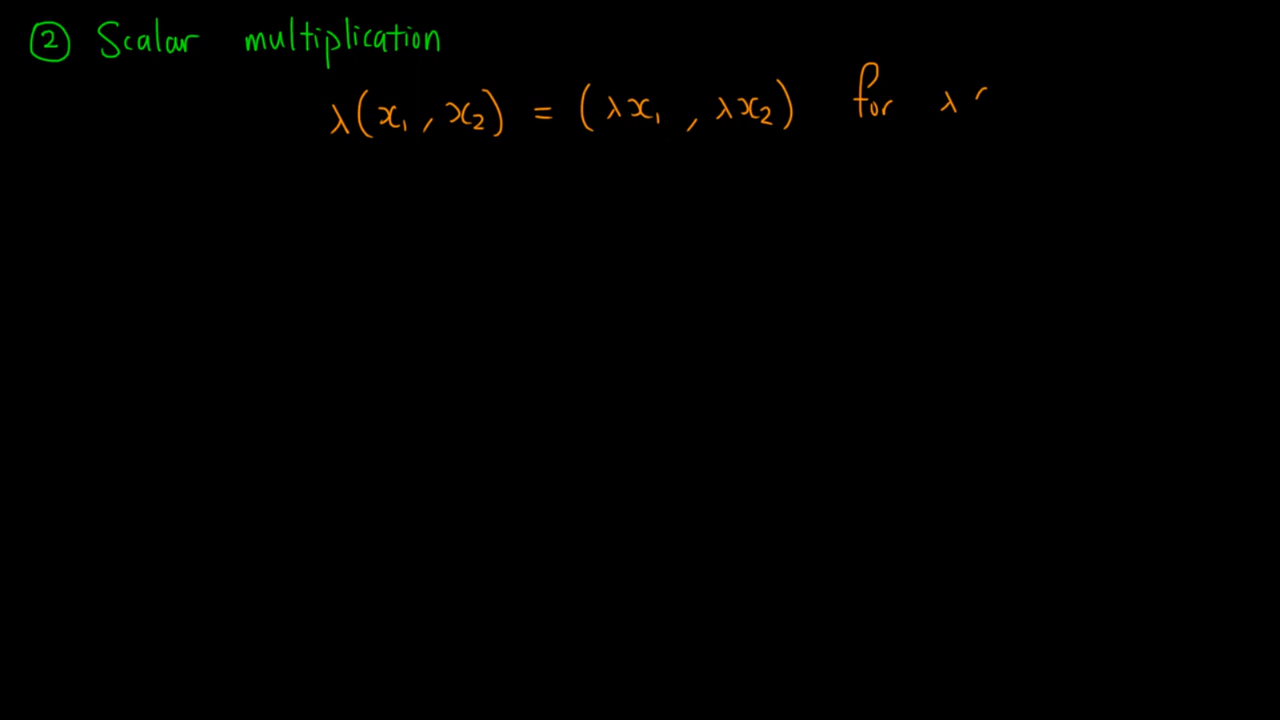 ② Scalar multiplication
λ(x₁, x₂) = (λx₁, λx₂) for λ